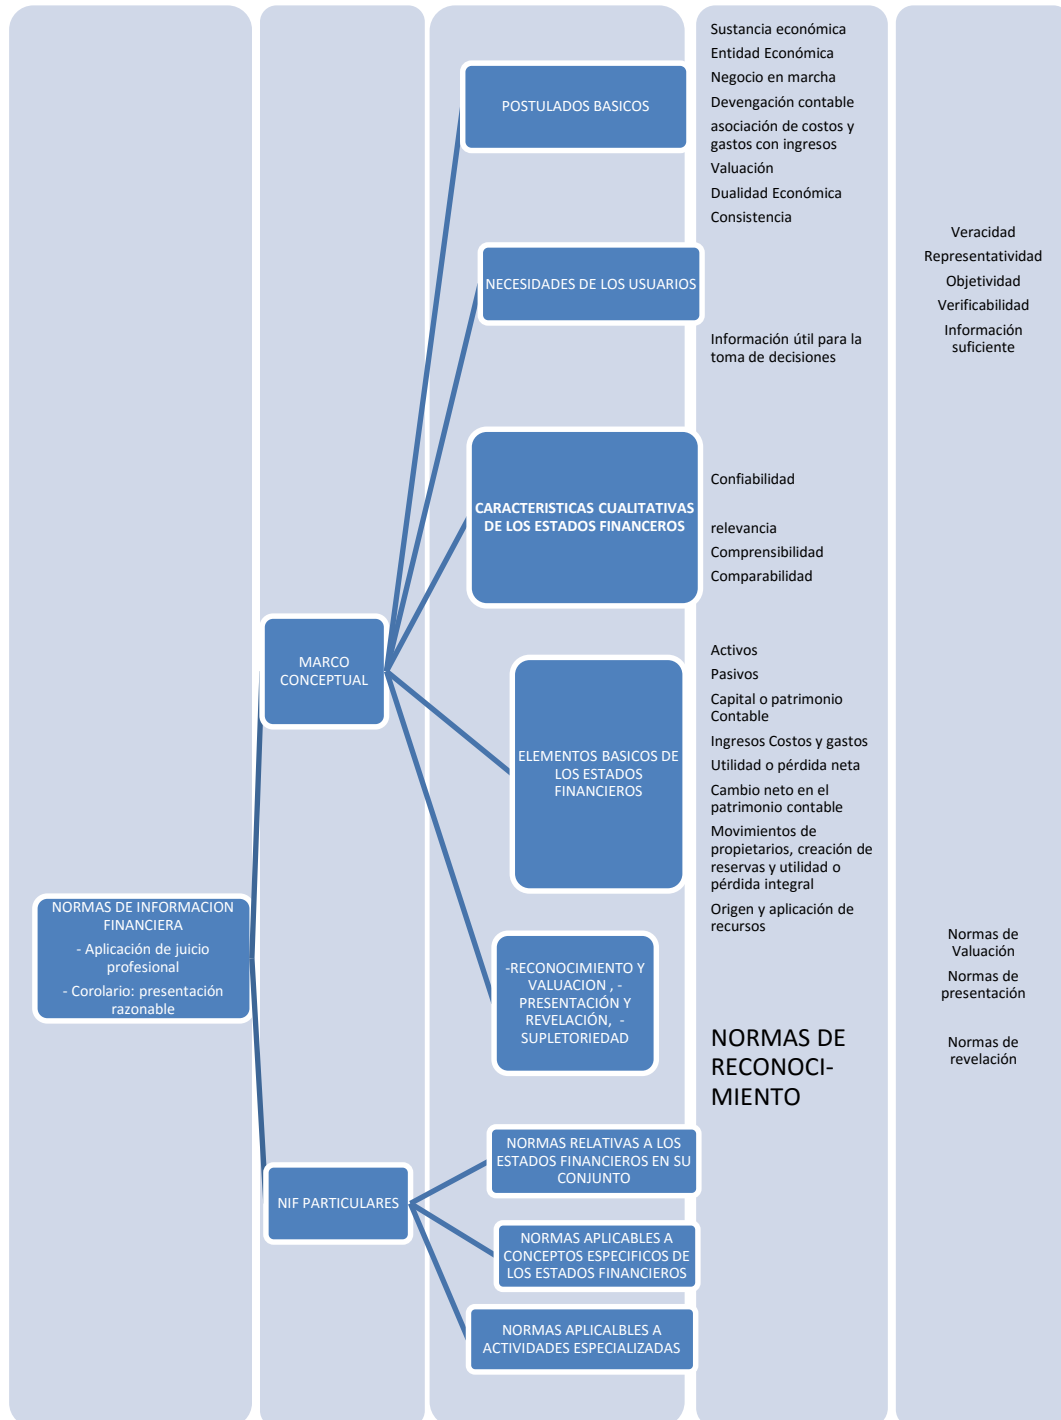 NORMAS DE INFORMACION
FINANCIERA
- Aplicación de juicio
profesional
- Corolario: presentación
razonable
MARCO
CONCEPTUAL
NIF PARTICULARES
POSTULADOS BASICOS
NECESIDADES DE LOS USUARIOS
CARACTERISTICAS CUALITATIVAS
DE LOS ESTADOS FINANCEROS
ELEMENTOS BASICOS DE
LOS ESTADOS
FINANCIEROS
-RECONOCIMIENTO Y
VALUACION , -
PRESENTACIÓN Y
REVELACIÓN, -
SUPLETORIEDAD
NORMAS RELATIVAS A LOS
ESTADOS FINANCIEROS EN SU
CONJUNTO
NORMAS APLICABLES A
CONCEPTOS ESPECIFICOS DE
LOS ESTADOS FINANCIEROS
NORMAS APLICALBLES A
ACTIVIDADES ESPECIALIZADAS
Sustancia económica
Entidad Económica
Negocio en marcha
Devengación contable
asociación de costos y
gastos con ingresos
Valuación
Dualidad Económica
Consistencia
Información útil para la
toma de decisiones
Confiabilidad
relevancia
Comprensibilidad
Comparabilidad
Activos
Pasivos
Capital o patrimonio
Contable
Ingresos Costos y gastos
Utilidad o pérdida neta
Cambio neto en el
patrimonio contable
Movimientos de
propietarios, creación de
reservas y utilidad o
pérdida integral
Origen y aplicación de
recursos
NORMAS DE
RECONOCI-
MIENTO
Veracidad
Representatividad
Objetividad
Verificabilidad
Información
suficiente
Normas de
Valuación
Normas de
presentación
Normas de
revelación